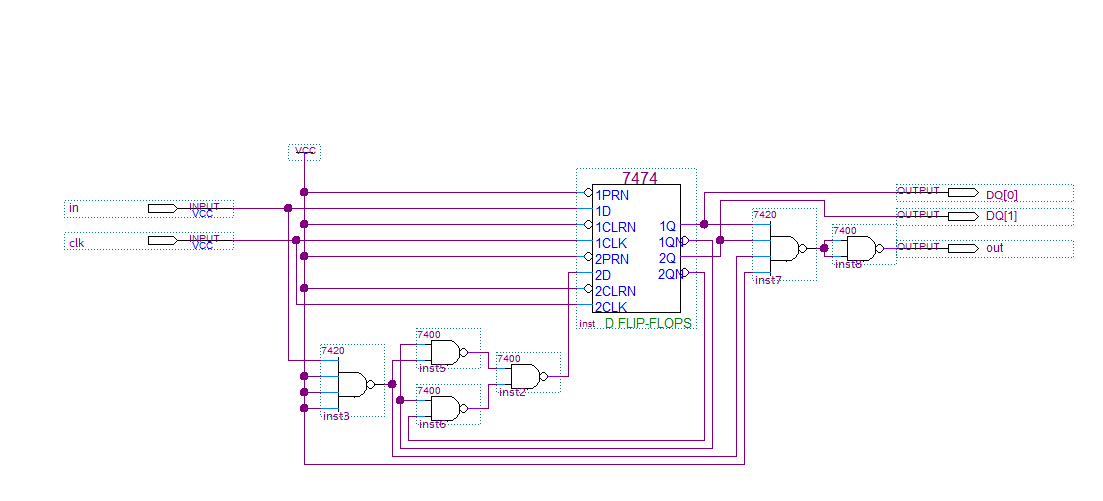 VCC
7474
in
INPUT
VCC
clk
INPUT
VCC
1PRN
1D
1CLRN
1CLK
2PRN
2D
2CLRN
2CLK
1Q
1QN
2Q
2QN
inst
D FLIP-FLOPS
OUTPUT
DQ[0]
OUTPUT
DQ[1]
OUTPUT
out
7420
inst7
7400
inst8
7420
inst3
7400
inst5
7400
inst6
7400
inst2